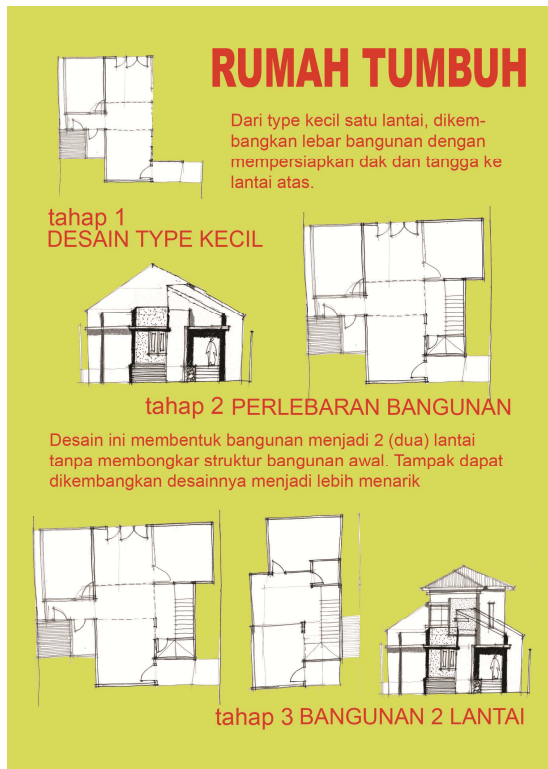 RUMAH TUMBUH
Dari type kecil satu lantai, dikem-
bangkan lebar bangunan dengan
mempersiapkan dak dan tangga ke
lantai atas.
tahap 1
DESAIN TYPE KECIL
tahap 2 PERLEBARAN BANGUNAN
Desain ini membentuk bangunan menjadi 2 (dua) lantai
tanpa membongkar struktur bangunan awal. Tampak dapat
dikembangkan desainnya menjadi lebih menarik
tahap 3 BANGUNAN 2 LANTAI